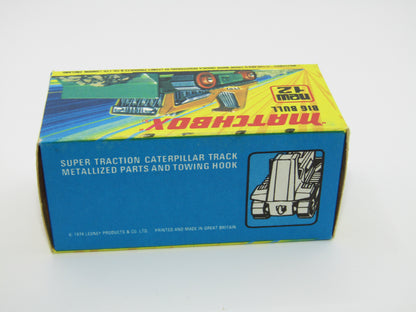 "MATCHBOX"
BIG BULL
new
12
SUPER TRACTION CATERPILLAR TRACK
METALLIZED PARTS AND TOWING HOOK
© 1974 LESNEY PRODUCTS & CO. LTD. PRINTED AND MADE IN GREAT BRITAIN